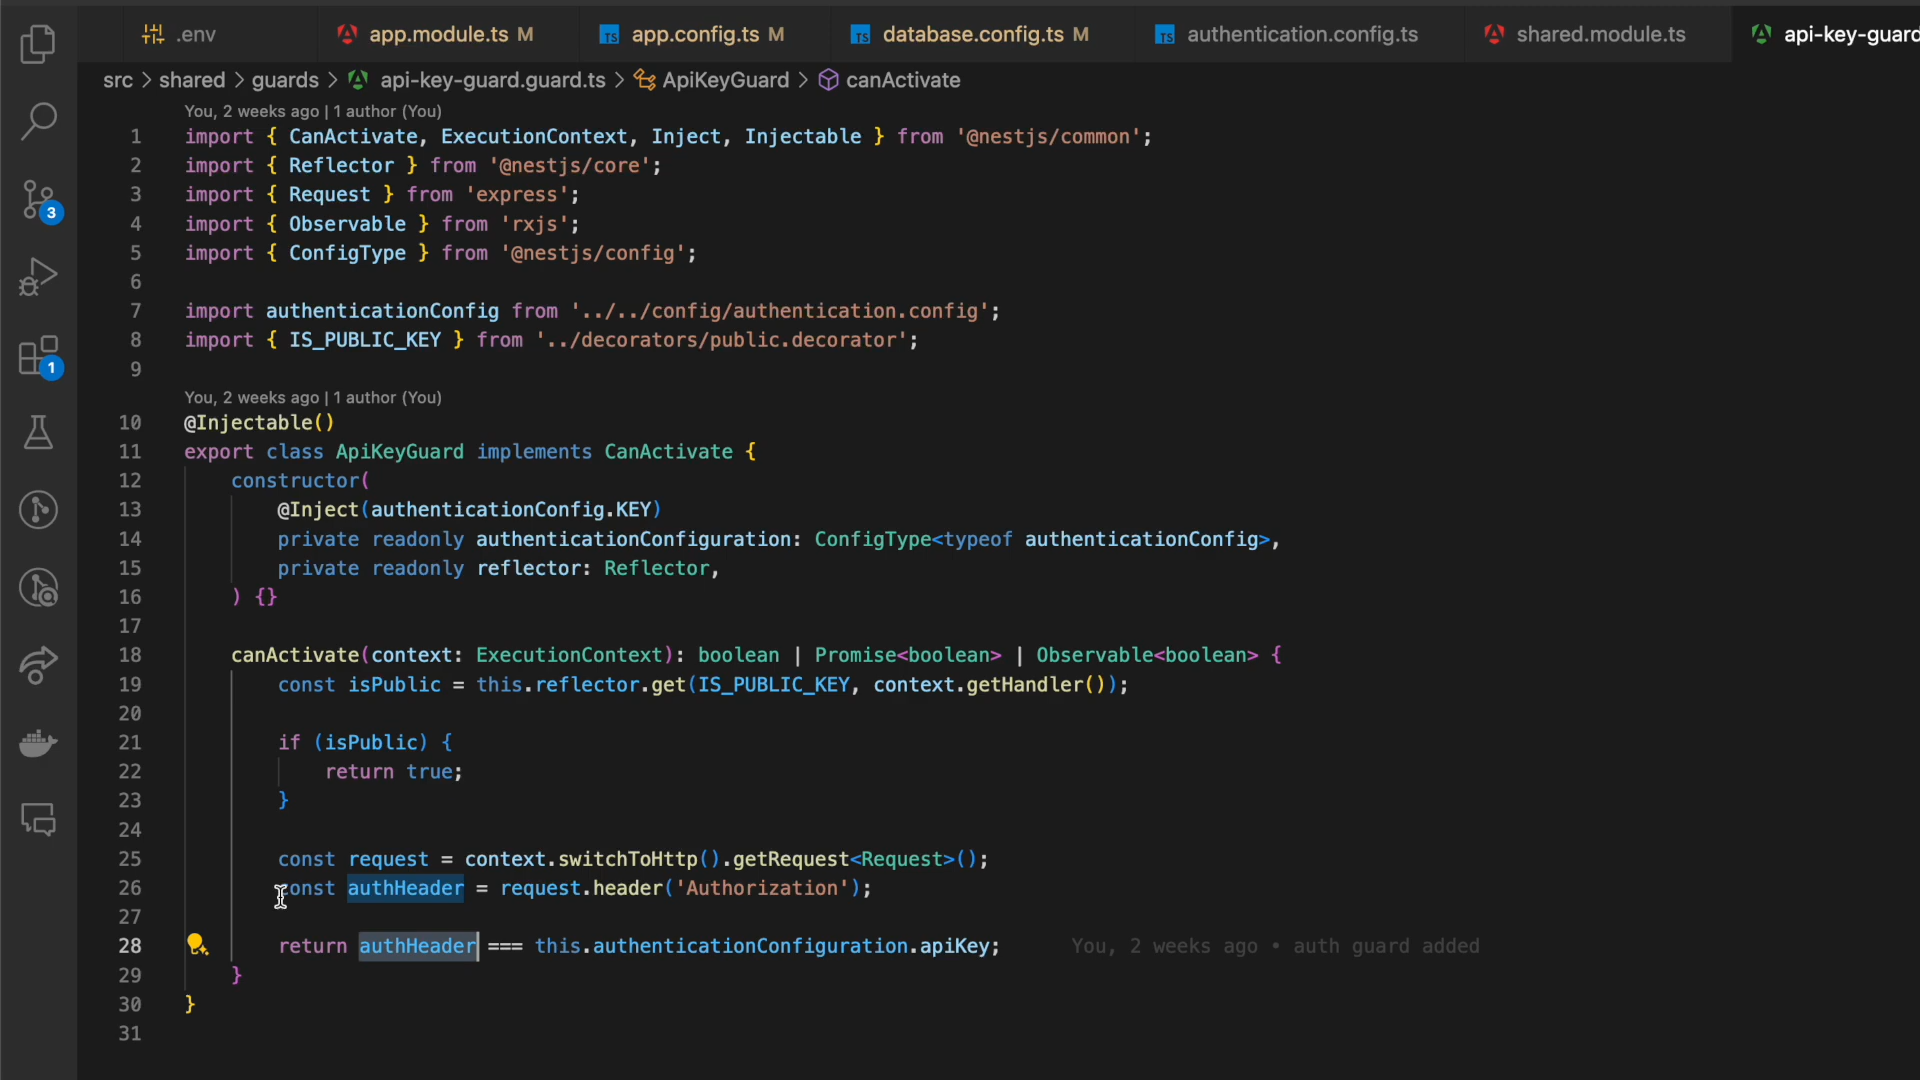 .env
app.module.ts M
app.config.ts M
database.config.ts M
authentication.config.ts
shared.module.ts
api-key-guard
src > shared > guards > api-key-guard.guard.ts > ApiKeyGuard > canActivate
You, 2 weeks ago | 1 author (You)
1 import { CanActivate, ExecutionContext, Inject, Injectable } from '@nestjs/common';
2 import { Reflector } from '@nestjs/core';
3 import { Request } from 'express';
4 import { Observable } from 'rxjs';
5 import { ConfigType } from '@nestjs/config';
6
7 import authenticationConfig from '../../config/authentication.config';
8 import { IS_PUBLIC_KEY } from '../decorators/public.decorator';
9
You, 2 weeks ago | 1 author (You)
10 @Injectable()
11 export class ApiKeyGuard implements CanActivate {
12 constructor(
13 @Inject(authenticationConfig.KEY)
14 private readonly authenticationConfiguration: ConfigType<typeof authenticationConfig>,
15 private readonly reflector: Reflector,
16 ) {}
17
18 canActivate(context: ExecutionContext): boolean | Promise<boolean> | Observable<boolean> {
19 const isPublic = this.reflector.get(IS_PUBLIC_KEY, context.getHandler());
20
21 if (isPublic) {
22 return true;
23 }
24
25 const request = context.switchToHttp().getRequest<Request>();
26 const authHeader = request.header('Authorization');
27
28 return authHeader === this.authenticationConfiguration.apiKey; You, 2 weeks ago • auth guard added
29 }
30 }
31
3
1